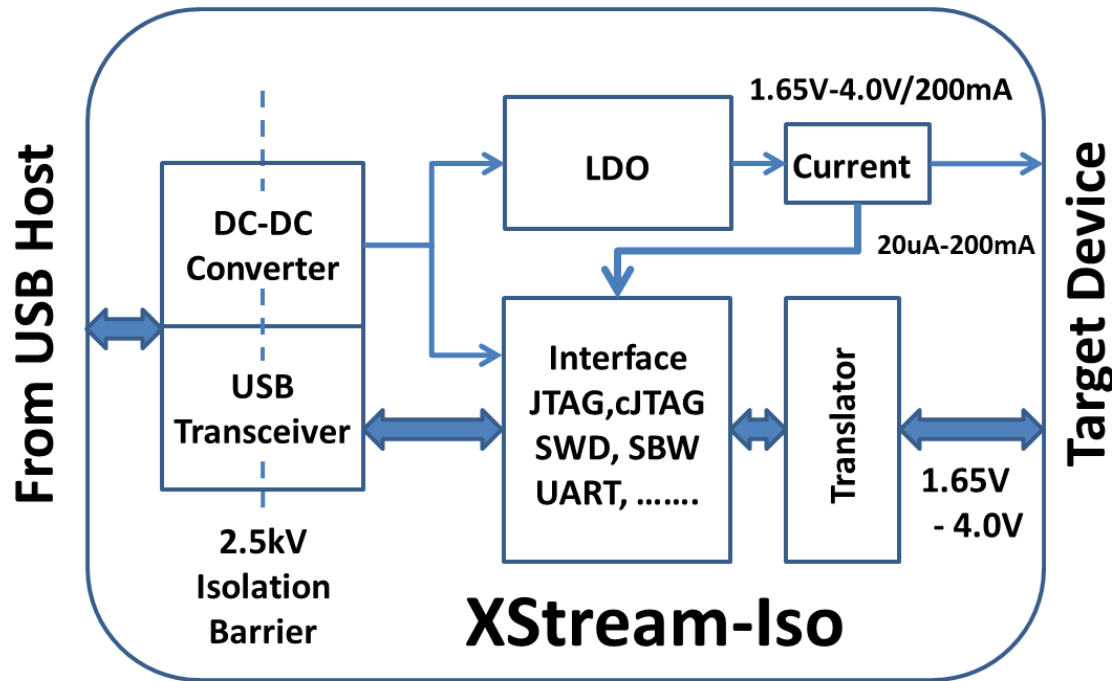 From USB Host
DC-DC
Converter
USB
Transceiver
2.5kV
Isolation
Barrier
LDO
1.65V-4.0V/200mA
Current
20uA-200mA
Interface
JTAG,cJTAG
SWD, SBW
UART, …….
Translator
1.65V
- 4.0V
Target Device
XStream-Iso